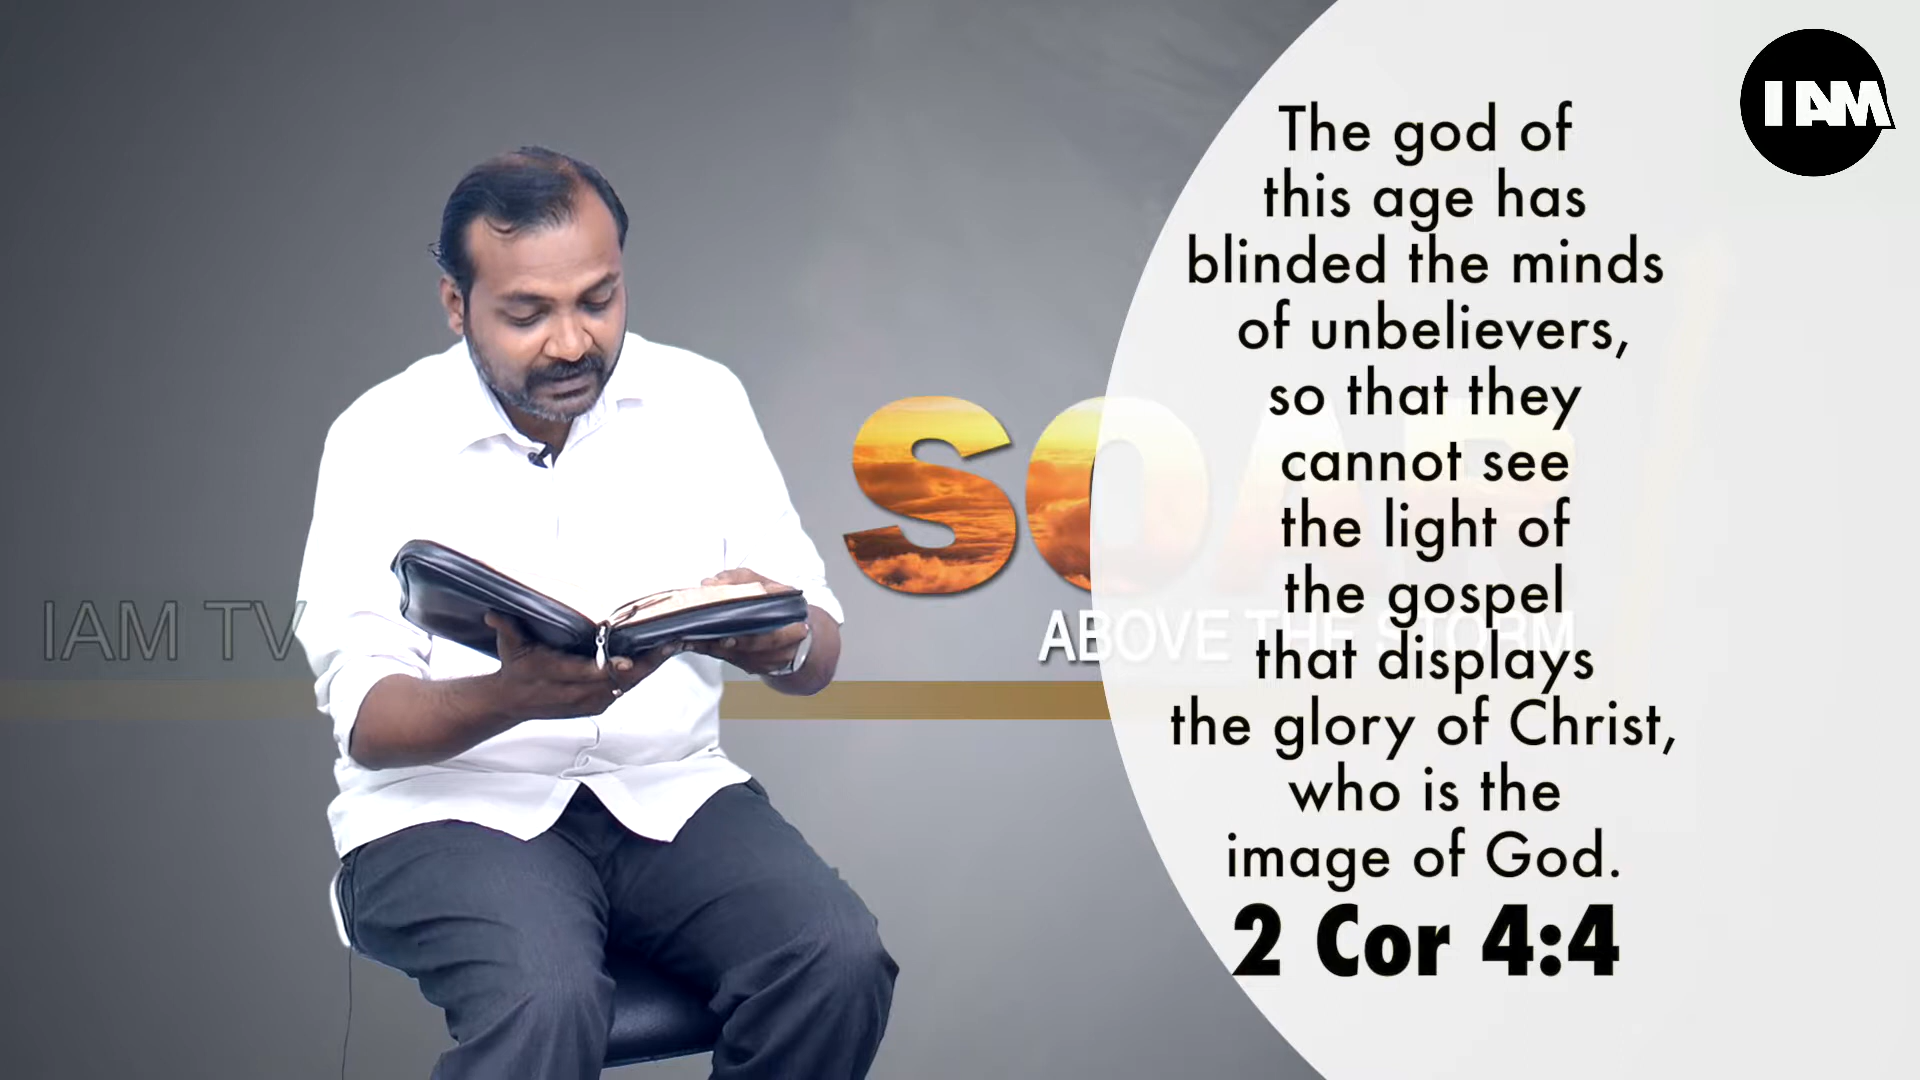 I AM
The god of
this age has
blinded the minds
of unbelievers,
so that they
cannot see
the light of
the gospel
that displays
the glory of Christ,
who is the
image of God.
2 Cor 4:4
SOAR
ABOVE THE STORM
IAM TV